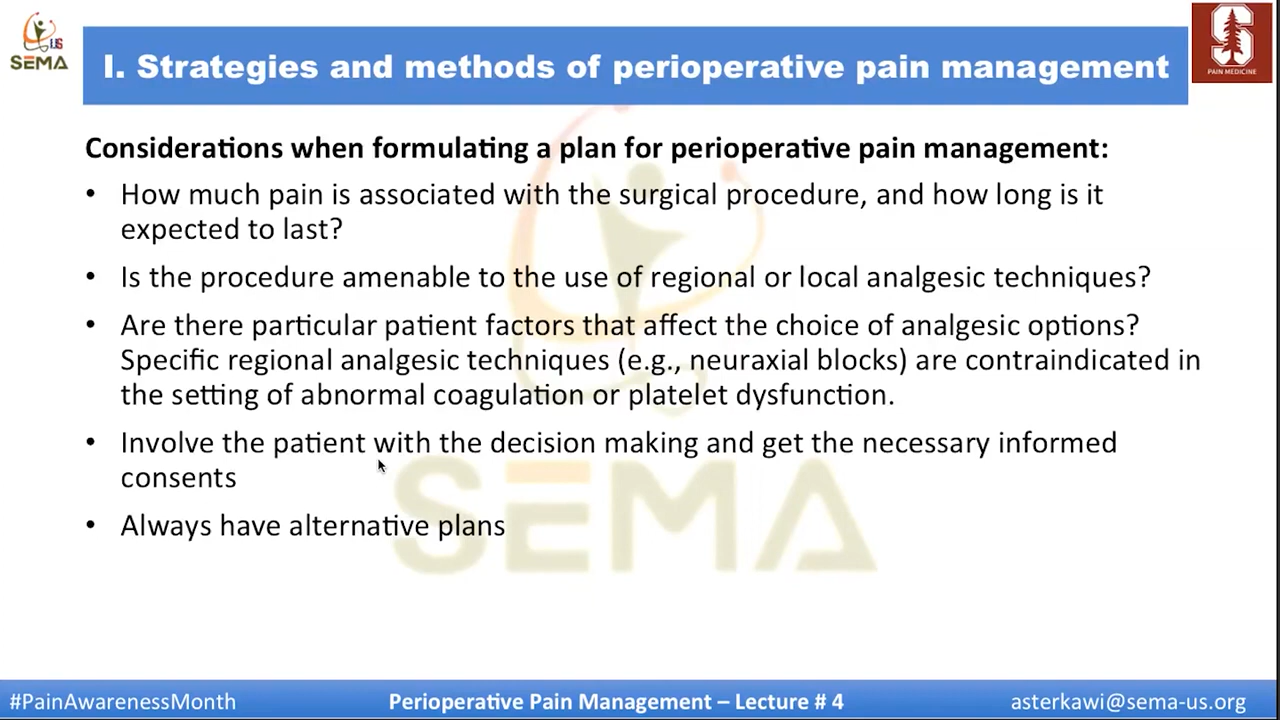 US
SEMA
I. Strategies and methods of perioperative pain management
S
PAIN MEDICINE
Considerations when formulating a plan for perioperative pain management:
• How much pain is associated with the surgical procedure, and how long is it
expected to last?
• Is the procedure amenable to the use of regional or local analgesic techniques?
• Are there particular patient factors that affect the choice of analgesic options?
Specific regional analgesic techniques (e.g., neuraxial blocks) are contraindicated in
the setting of abnormal coagulation or platelet dysfunction.
• Involve the patient with the decision making and get the necessary informed
consents
• Always have alternative plans
SEMA
#PainAwarenessMonth
Perioperative Pain Management – Lecture # 4
asterkawi@sema-us.org